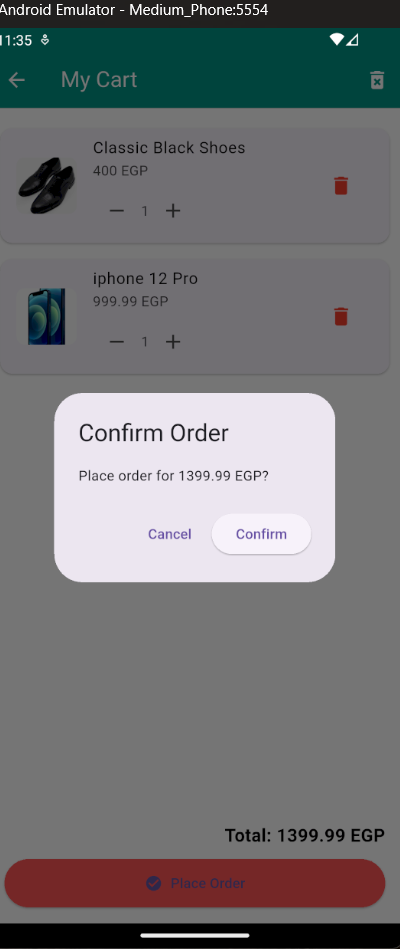 Android Emulator - Medium_Phone:5554
11:35
My Cart
Classic Black Shoes
400 EGP
1
iphone 12 Pro
999.99 EGP
1
Confirm Order
Place order for 1399.99 EGP?
Cancel Confirm
Total: 1399.99 EGP
Place Order